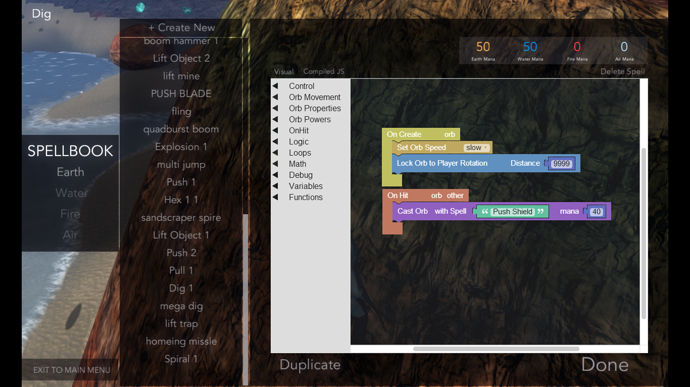 Dig
+ Create New
boom hammer 1
Lift Object 2
lift mine
PUSH BLADE
fling
quadburst boom
Explosion 1
multi jump
Push 1
Hex 1 1
sandscraper spire
Lift Object 1
Push 2
Pull 1
Dig 1
mega dig
lift trap
homeing missle
Spiral 1
SPELLBOOK
Earth
Water
Fire
Air
EXIT TO MAIN MENU
50 50 0 0
Earth Mana Water Mana Fire Mana Air Mana
Visual Compiled JS Delete Spell
Control
Orb Movement
Orb Properties
Orb Powers
OnHit
Logic
Loops
Math
Debug
Variables
Functions
On Create orb
Set Orb Speed slow
Lock Orb to Player Rotation Distance 9999
On Hit orb other
Cast Orb with Spell “ Push Shield ” mana 40
Duplicate Done